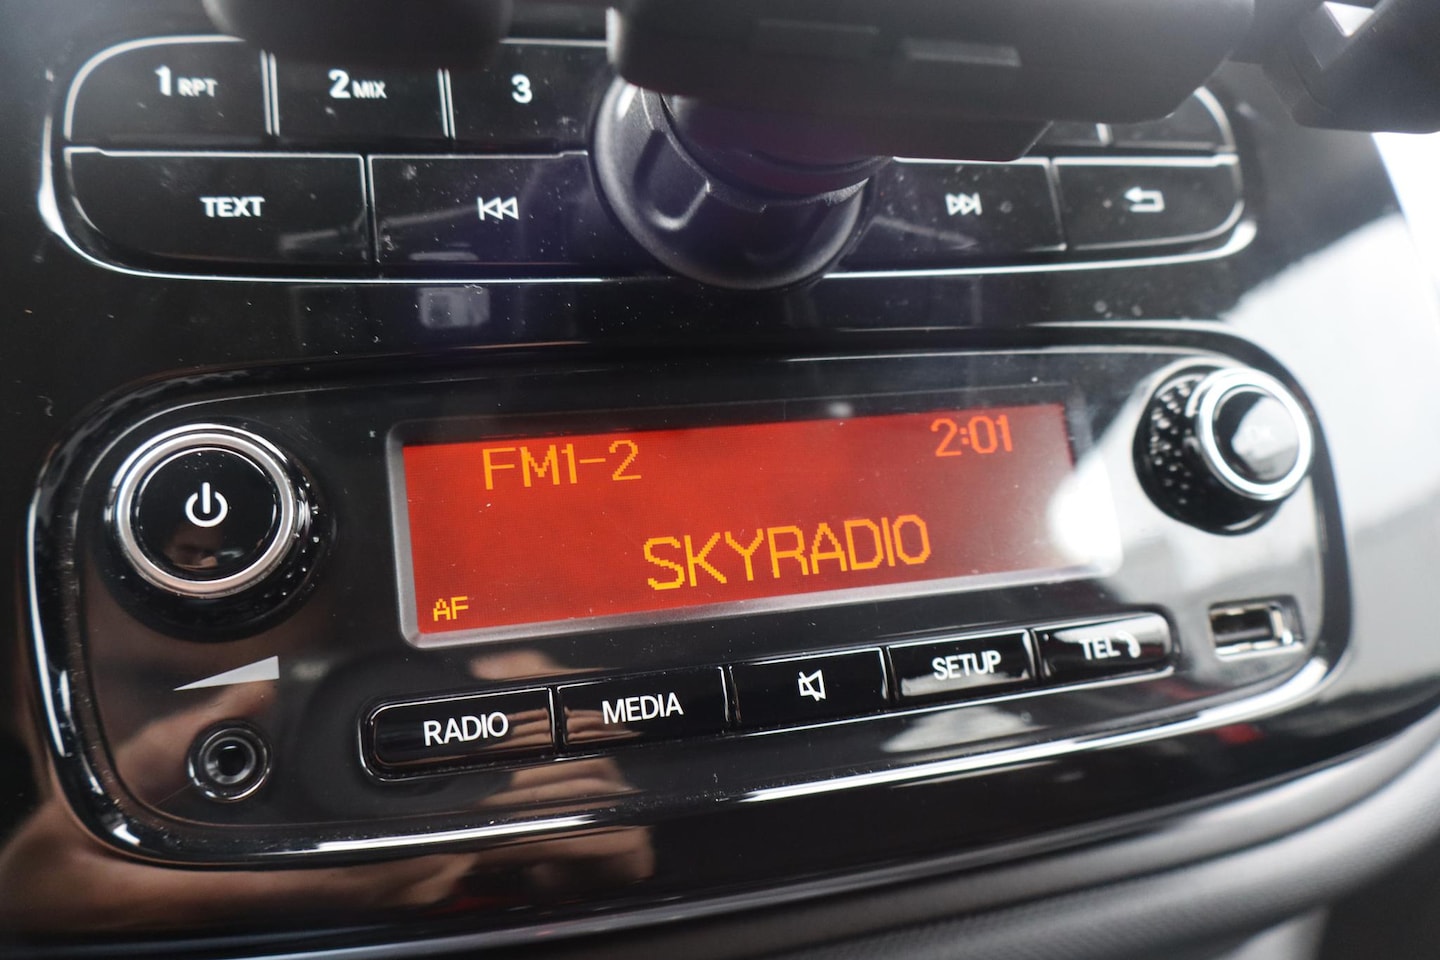 1 RPT 2 MIX 3
TEXT
FM1-2 2:01
SKYRADIO
AF
RADIO MEDIA SETUP TEL